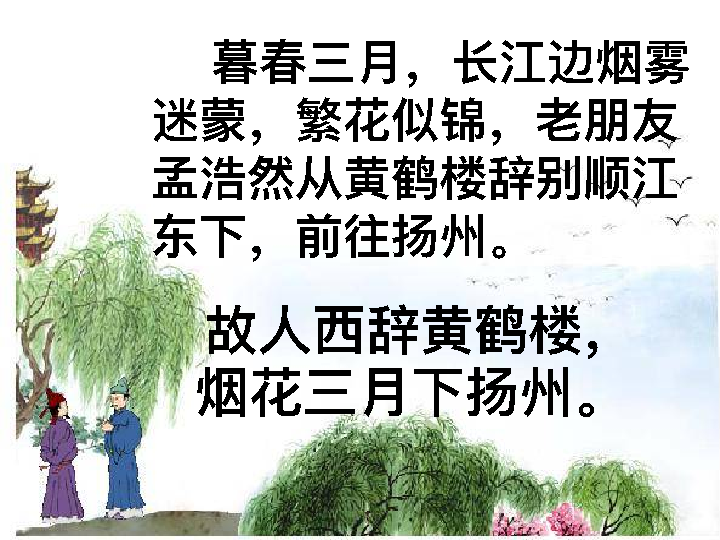 暮春三月，长江边烟雾
迷蒙，繁花似锦，老朋友
孟浩然从黄鹤楼辞别顺江
东下，前往扬州。
故人西辞黄鹤楼，
烟花三月下扬州。